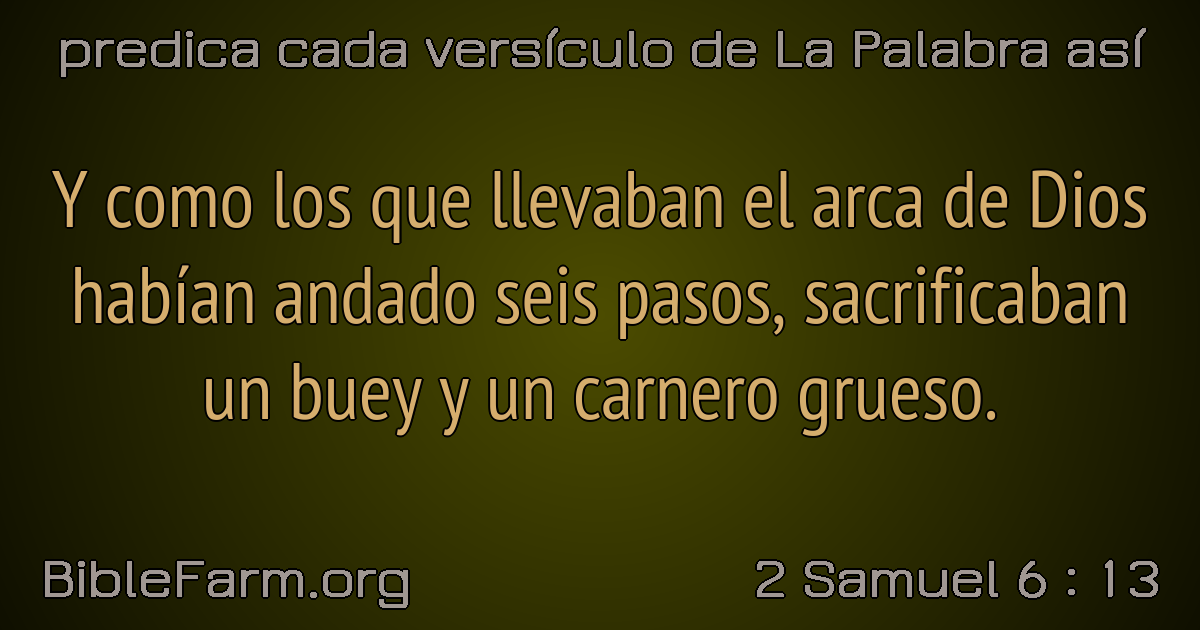 predica cada versículo de La Palabra así
Y como los que llevaban el arca de Dios
habían andado seis pasos, sacrificaban
un buey y un carnero grueso.
BibleFarm.org
2 Samuel 6 : 13